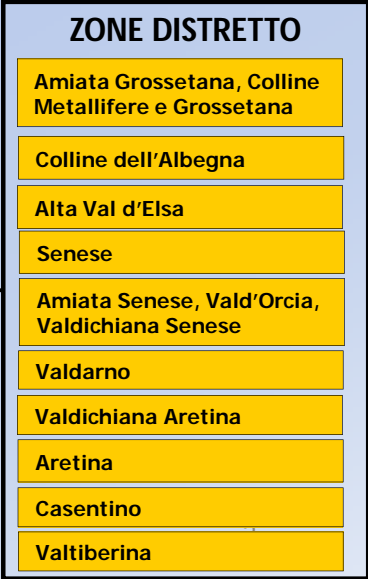 ZONE DISTRETTO
Amiata Grossetana, Colline
Metallifere e Grossetana
Colline dell'Albegna
Alta Val d'Elsa
Senese
Amiata Senese, Vald'Orcia,
Valdichiana Senese
Valdarno
Valdichiana Aretina
Aretina
Casentino
Valtiberina